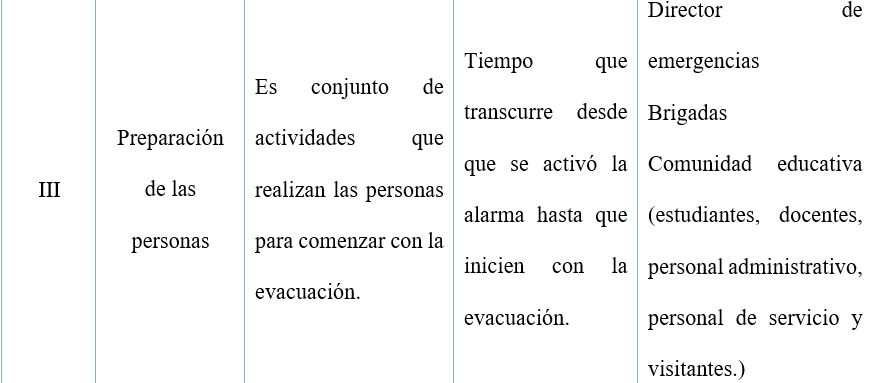 III
Preparación
de las
personas
Es conjunto de
actividades que
realizan las personas
para comenzar con la
evacuación.
Tiempo que
transcurre desde
que se activó la
alarma hasta que
inicien con la
evacuación.
Director de
emergencias
Brigadas
Comunidad educativa
(estudiantes, docentes,
personal administrativo,
personal de servicio y
visitantes.)